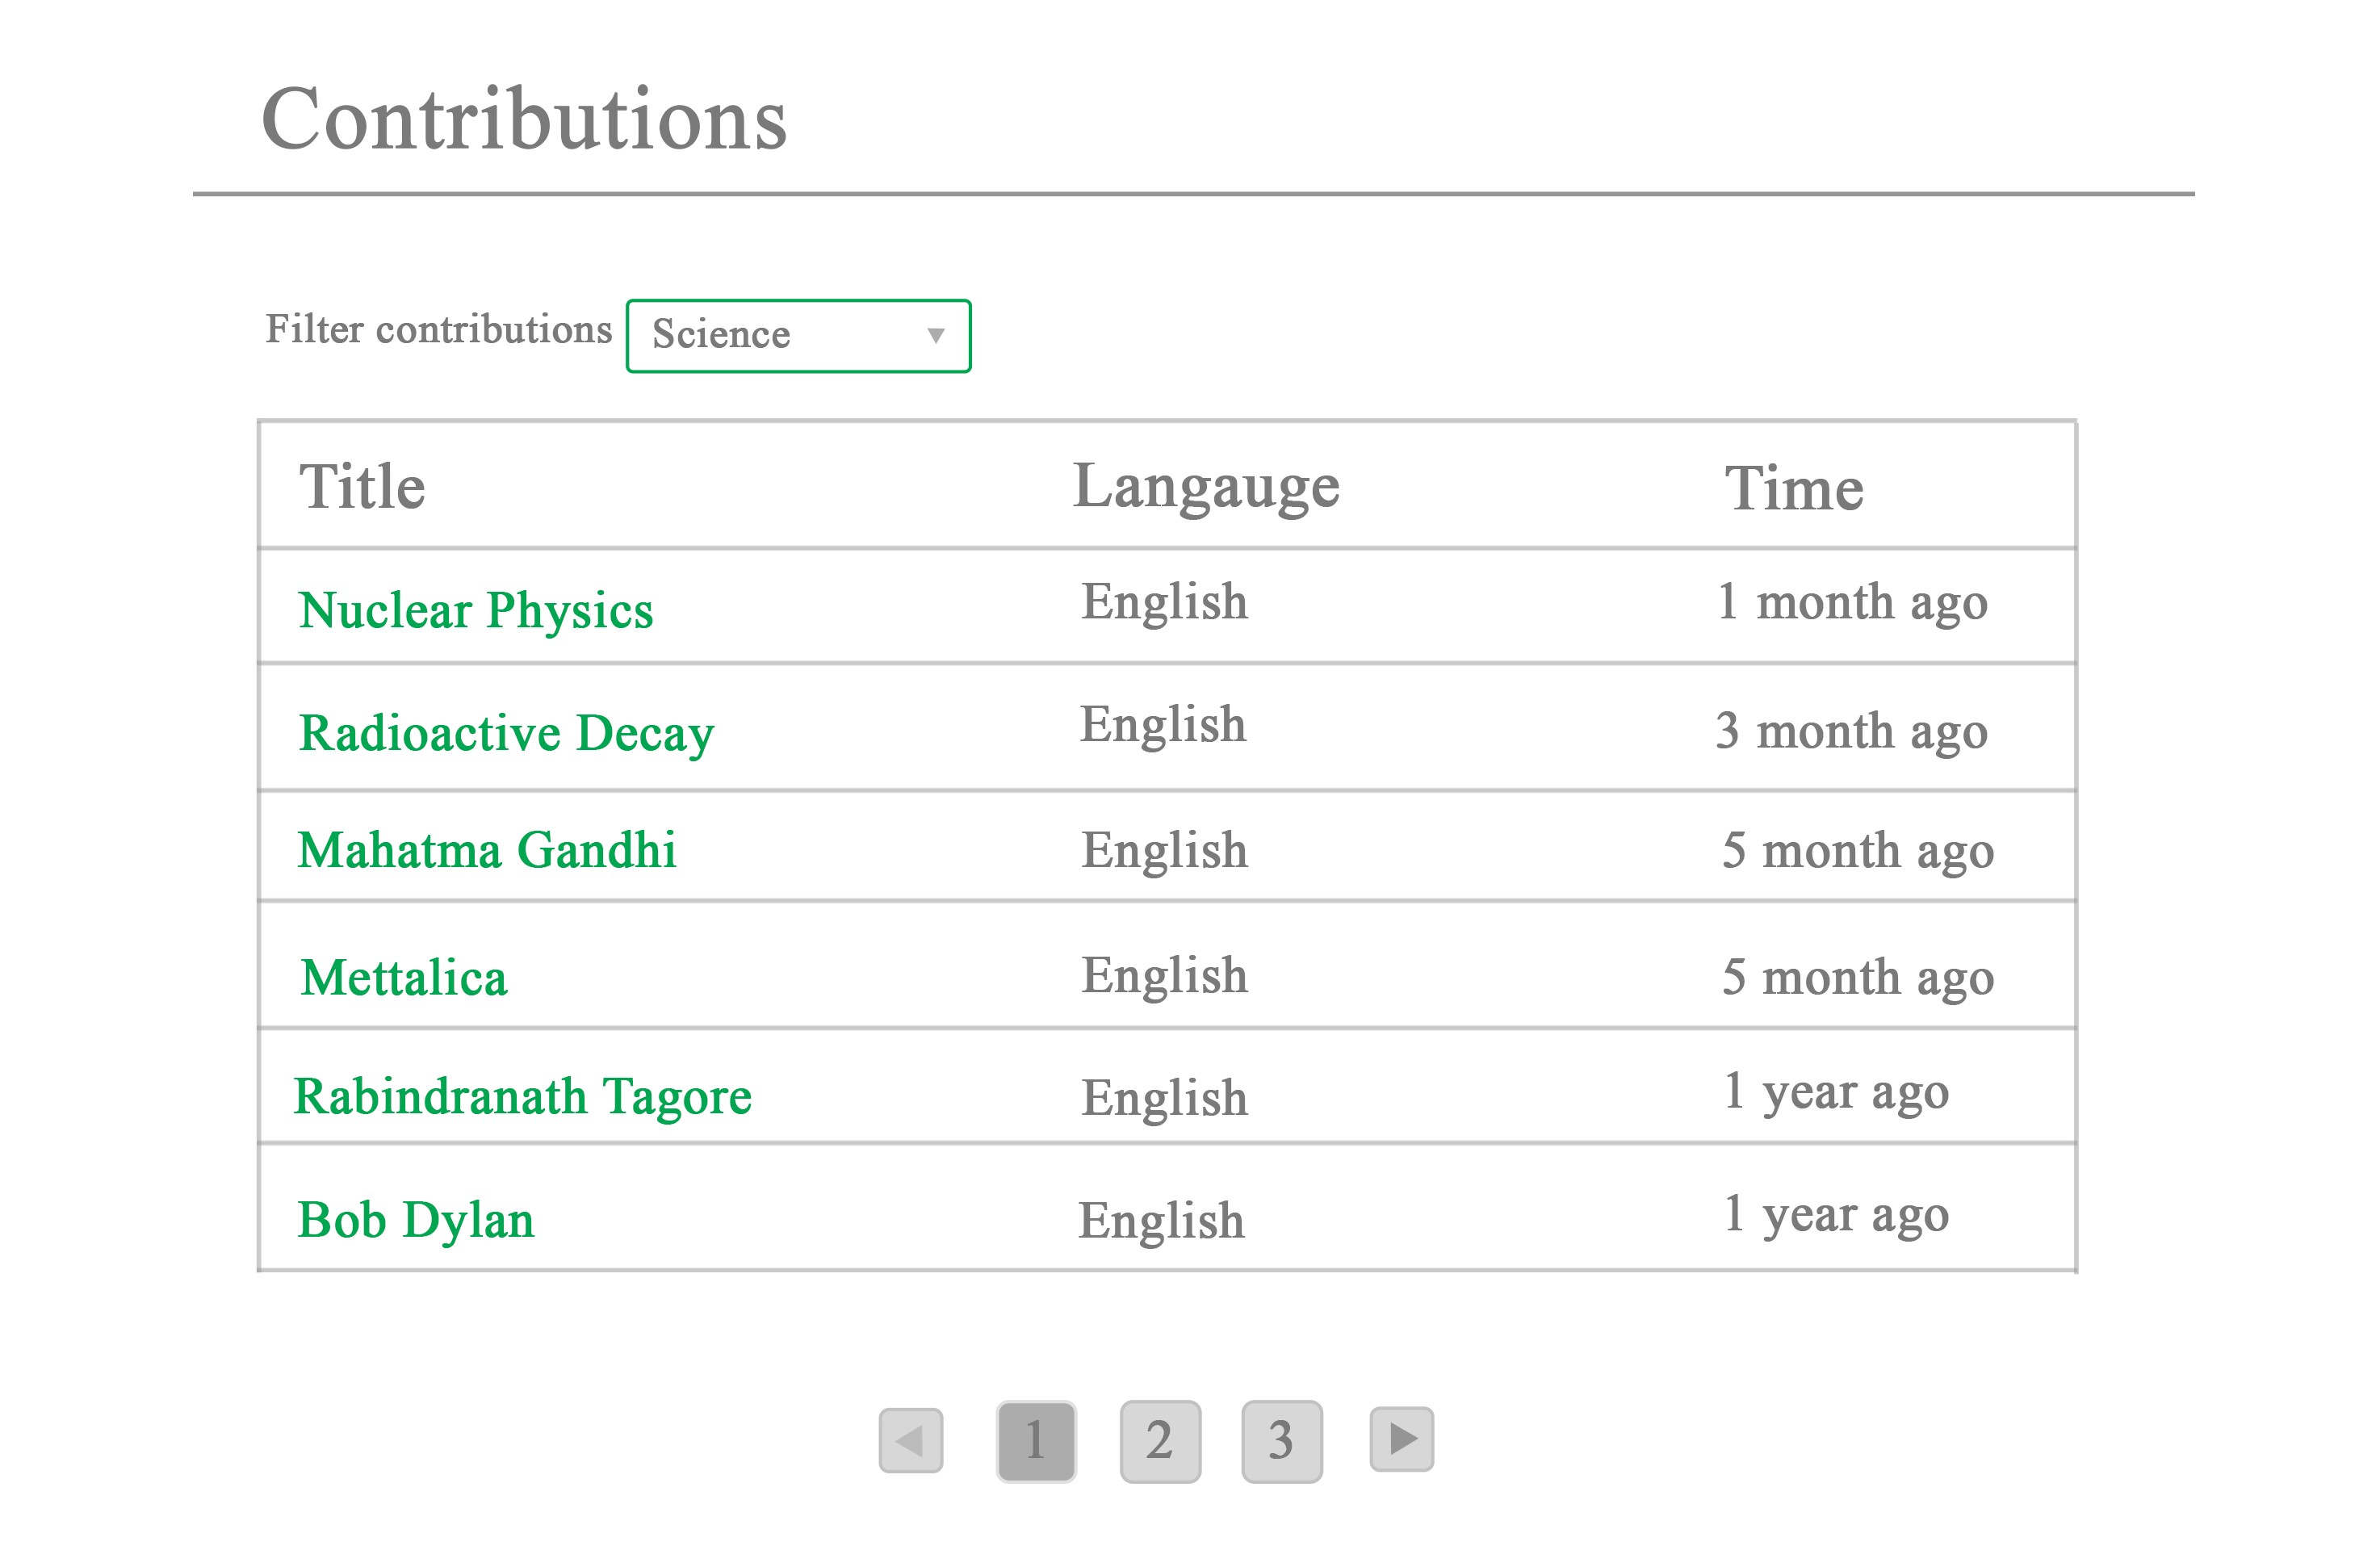 Contributions
Filter contributions Science
Title Langauge Time
Nuclear Physics English 1 month ago
Radioactive Decay English 3 month ago
Mahatma Gandhi English 5 month ago
Mettalica English 5 month ago
Rabindranath Tagore English 1 year ago
Bob Dylan English 1 year ago
1 2 3